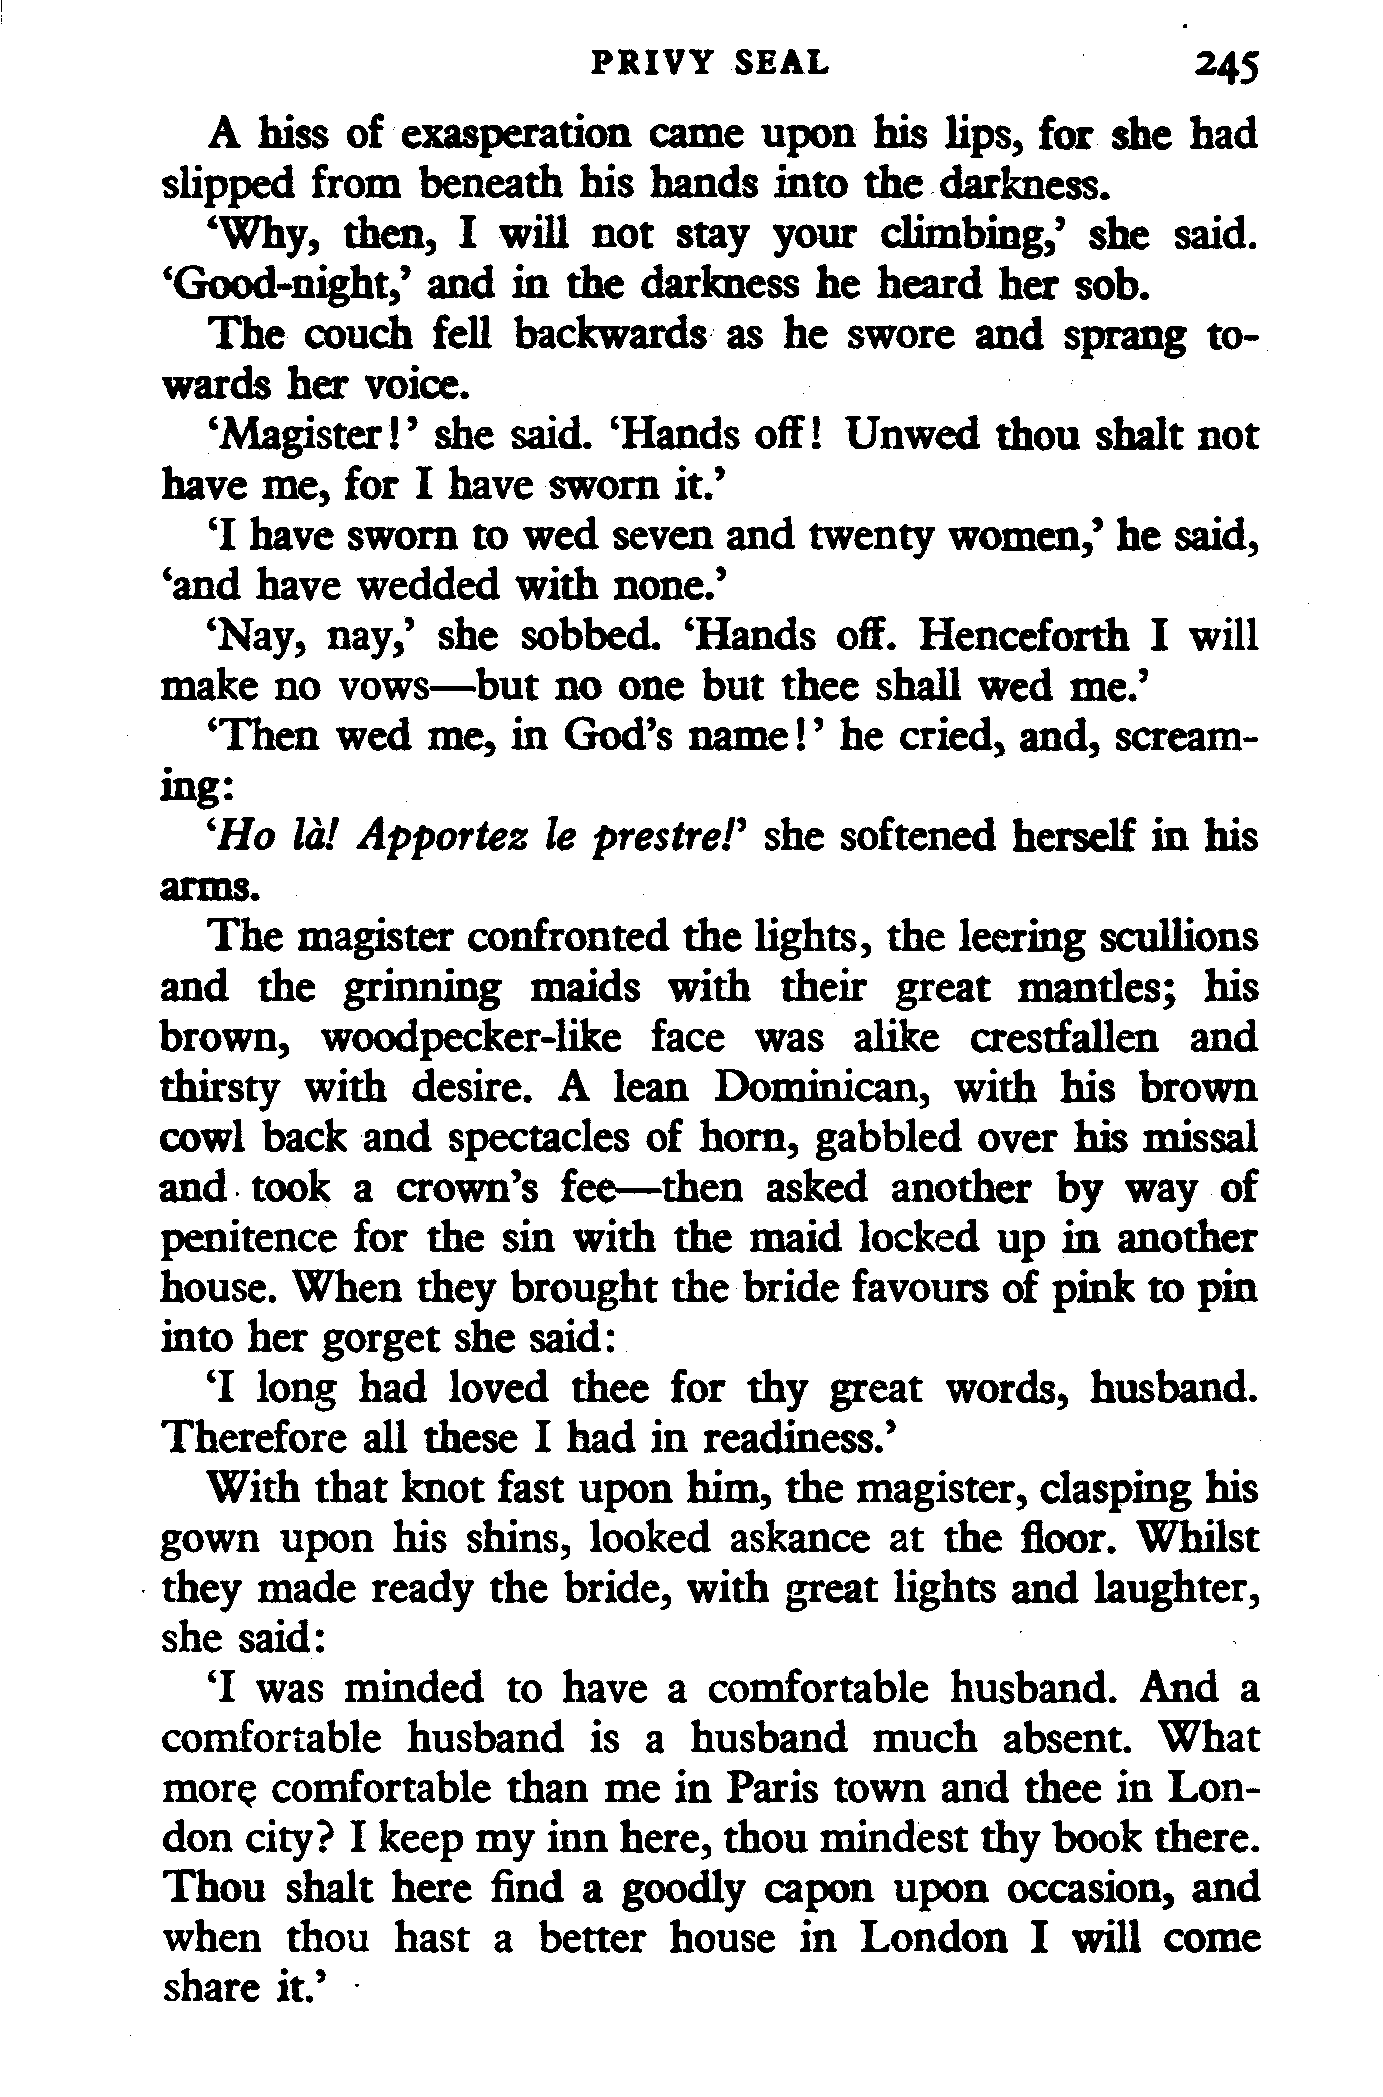 PRIVY SEAL 245
A hiss of exasperation came upon his lips, for she had
slipped from beneath his hands into the darkness.
‘Why, then, I will not stay your climbing,’ she said.
‘Good-night,’ and in the darkness he heard her sob.
The couch fell backwards as he swore and sprang to-
wards her voice.
‘Magister!’ she said. ‘Hands off! Unwed thou shalt not
have me, for I have sworn it.’
‘I have sworn to wed seven and twenty women,’ he said,
‘and have wedded with none.’
‘Nay, nay,’ she sobbed. ‘Hands off. Henceforth I will
make no vows—but no one but thee shall wed me.’
‘Then wed me, in God’s name!’ he cried, and, scream-
ing:
‘Ho là! Apportez le prestre!’ she softened herself in his
arms.
The magister confronted the lights, the leering scullions
and the grinning maids with their great mantles; his
brown, woodpecker-like face was alike crestfallen and
thirsty with desire. A lean Dominican, with his brown
cowl back and spectacles of horn, gabbled over his missal
and took a crown’s fee—then asked another by way of
penitence for the sin with the maid locked up in another
house. When they brought the bride favours of pink to pin
into her gorget she said:
‘I long had loved thee for thy great words, husband.
Therefore all these I had in readiness.’
With that knot fast upon him, the magister, clasping his
gown upon his shins, looked askance at the floor. Whilst
they made ready the bride, with great lights and laughter,
she said:
‘I was minded to have a comfortable husband. And a
comfortable husband is a husband much absent. What
more comfortable than me in Paris town and thee in Lon-
don city? I keep my inn here, thou mindest thy book there.
Thou shalt here find a goodly capon upon occasion, and
when thou hast a better house in London I will come
share it.’